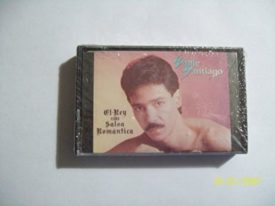 Eddie
Santiago
El Rey
de la
Salsa
Romantica